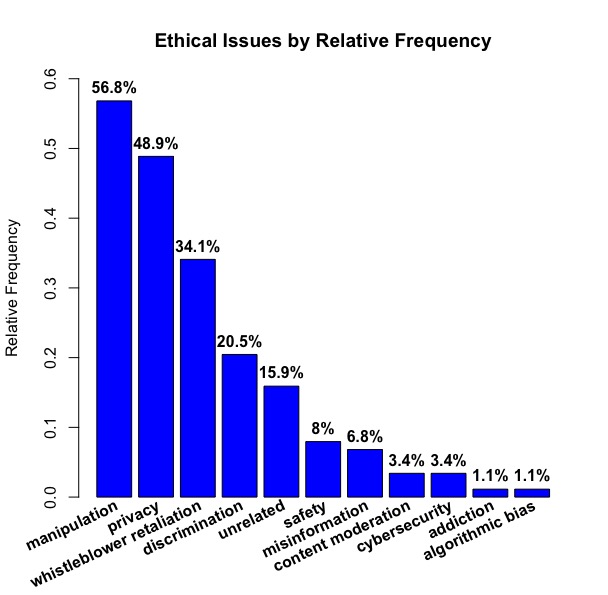 Ethical Issues by Relative Frequency
Relative Frequency
0.6
0.5
0.4
0.3
0.2
0.1
0.0
56.8%
48.9%
34.1%
20.5%
15.9%
8%
6.8%
3.4%
3.4%
1.1%
1.1%
manipulation
privacy
whistleblower retaliation
discrimination
unrelated
safety
misinformation
content moderation
cybersecurity
addiction
algorithmic bias